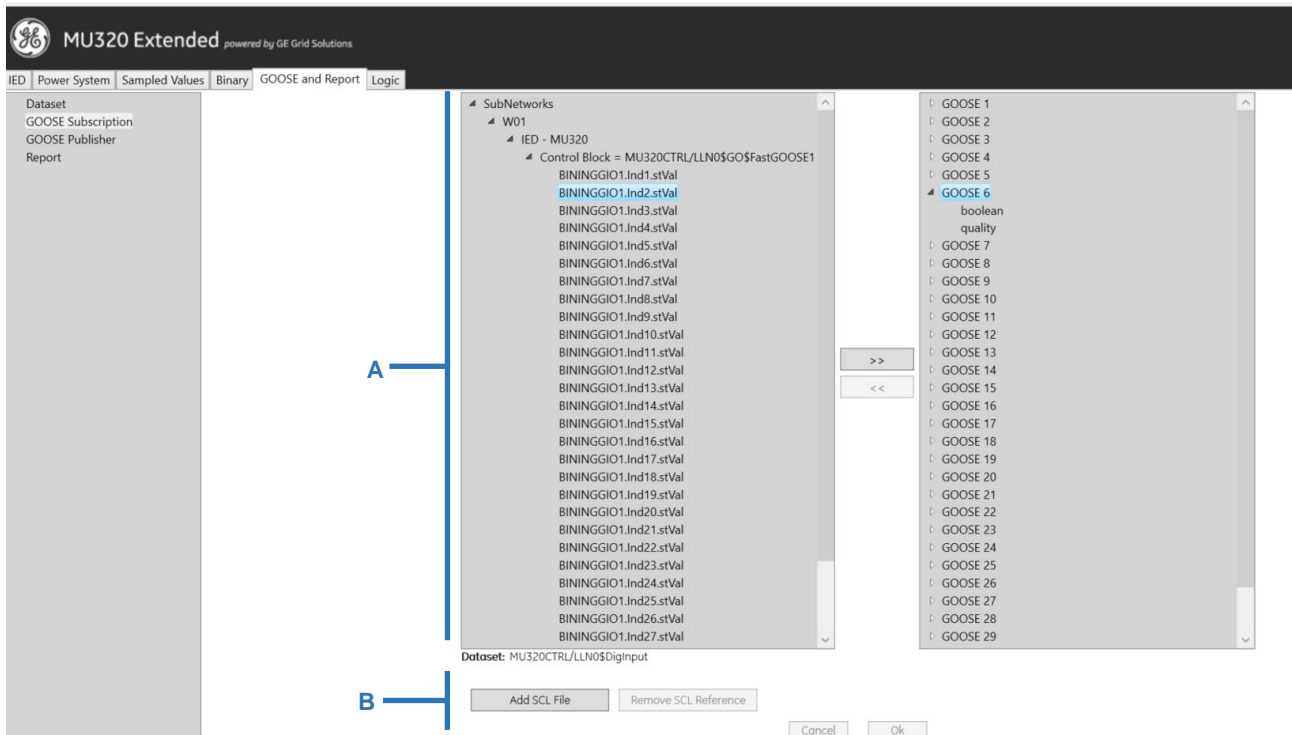 MU320 Extended powered by GE Grid Solutions
IED Power System Sampled Values Binary GOOSE and Report Logic
Dataset
GOOSE Subscription
GOOSE Publisher
Report
A
SubNetworks
W01
IED - MU320
Control Block = MU320CTRL/LLN0$GO$FastGOOSE1
BININGGIO1.Ind1.stVal
BININGGIO1.Ind2.stVal
BININGGIO1.Ind3.stVal
BININGGIO1.Ind4.stVal
BININGGIO1.Ind5.stVal
BININGGIO1.Ind6.stVal
BININGGIO1.Ind7.stVal
BININGGIO1.Ind8.stVal
BININGGIO1.Ind9.stVal
BININGGIO1.Ind10.stVal
BININGGIO1.Ind11.stVal
BININGGIO1.Ind12.stVal
BININGGIO1.Ind13.stVal
BININGGIO1.Ind14.stVal
BININGGIO1.Ind15.stVal
BININGGIO1.Ind16.stVal
BININGGIO1.Ind17.stVal
BININGGIO1.Ind18.stVal
BININGGIO1.Ind19.stVal
BININGGIO1.Ind20.stVal
BININGGIO1.Ind21.stVal
BININGGIO1.Ind22.stVal
BININGGIO1.Ind23.stVal
BININGGIO1.Ind24.stVal
BININGGIO1.Ind25.stVal
BININGGIO1.Ind26.stVal
BININGGIO1.Ind27.stVal
>>
<<
GOOSE 1
GOOSE 2
GOOSE 3
GOOSE 4
GOOSE 5
GOOSE 6
boolean
quality
GOOSE 7
GOOSE 8
GOOSE 9
GOOSE 10
GOOSE 11
GOOSE 12
GOOSE 13
GOOSE 14
GOOSE 15
GOOSE 16
GOOSE 17
GOOSE 18
GOOSE 19
GOOSE 20
GOOSE 21
GOOSE 22
GOOSE 23
GOOSE 24
GOOSE 25
GOOSE 26
GOOSE 27
GOOSE 28
GOOSE 29
Dataset: MU320CTRL/LLN0$DigInput
B
Add SCL File Remove SCL Reference
Cancel Ok